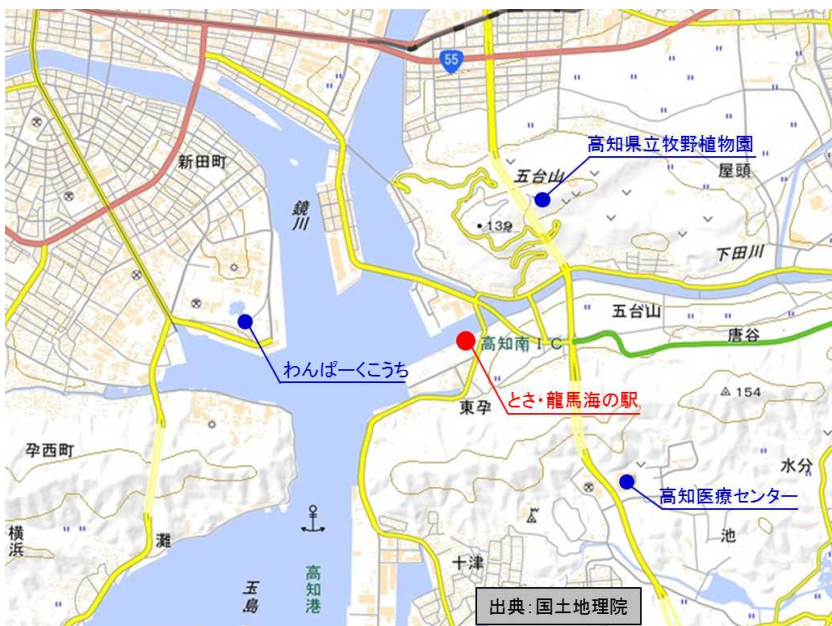 55
高知県立牧野植物園
新田町
五台山
屋頭
鏡川
139
下田川
五台山
高知南IC
唐谷
わんぱーくこうち
とさ・龍馬海の駅
東孕
154
孕西町
水分
高知医療センター
横浜
灘
池
十津
高知港
玉島
出典：国土地理院